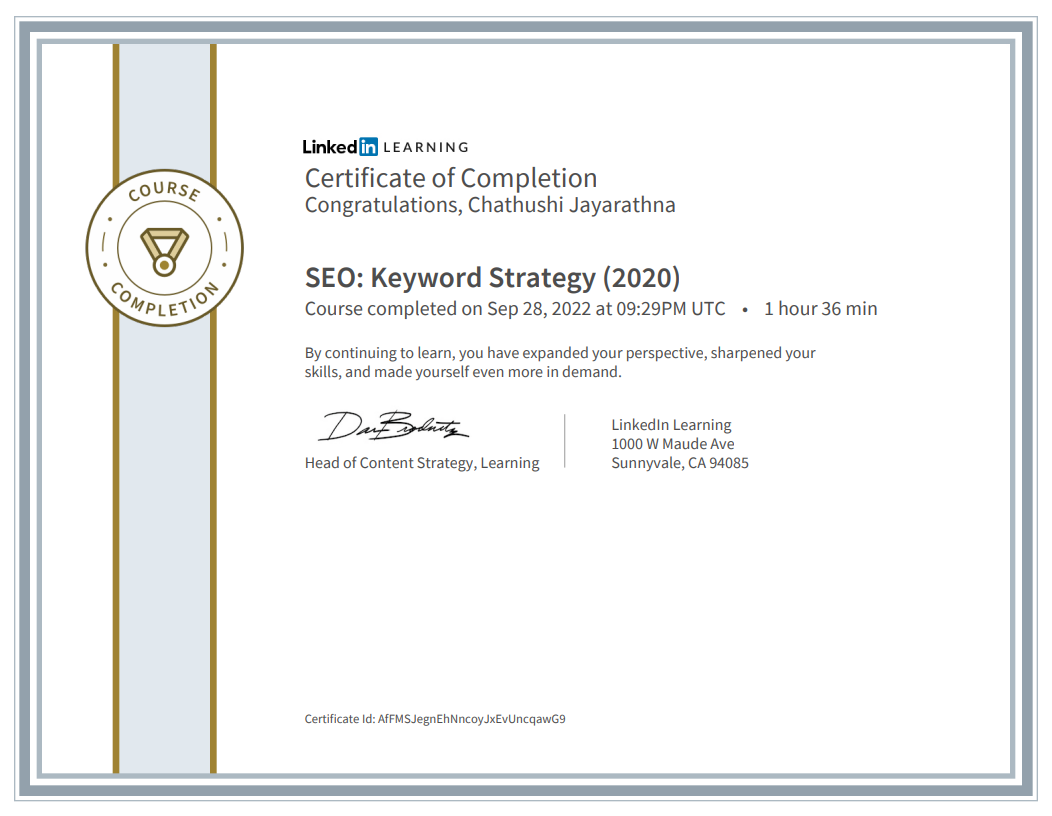 COURSE
COMPLETION
Linkedin LEARNING
Certificate of Completion
Congratulations, Chathushi Jayarathna
SEO: Keyword Strategy (2020)
Course completed on Sep 28, 2022 at 09:29PM UTC • 1 hour 36 min
By continuing to learn, you have expanded your perspective, sharpened your
skills, and made yourself even more in demand.
Head of Content Strategy, Learning
LinkedIn Learning
1000 W Maude Ave
Sunnyvale, CA 94085
Certificate Id: AfFMSJegnEhNncoyJxEvUncqawG9